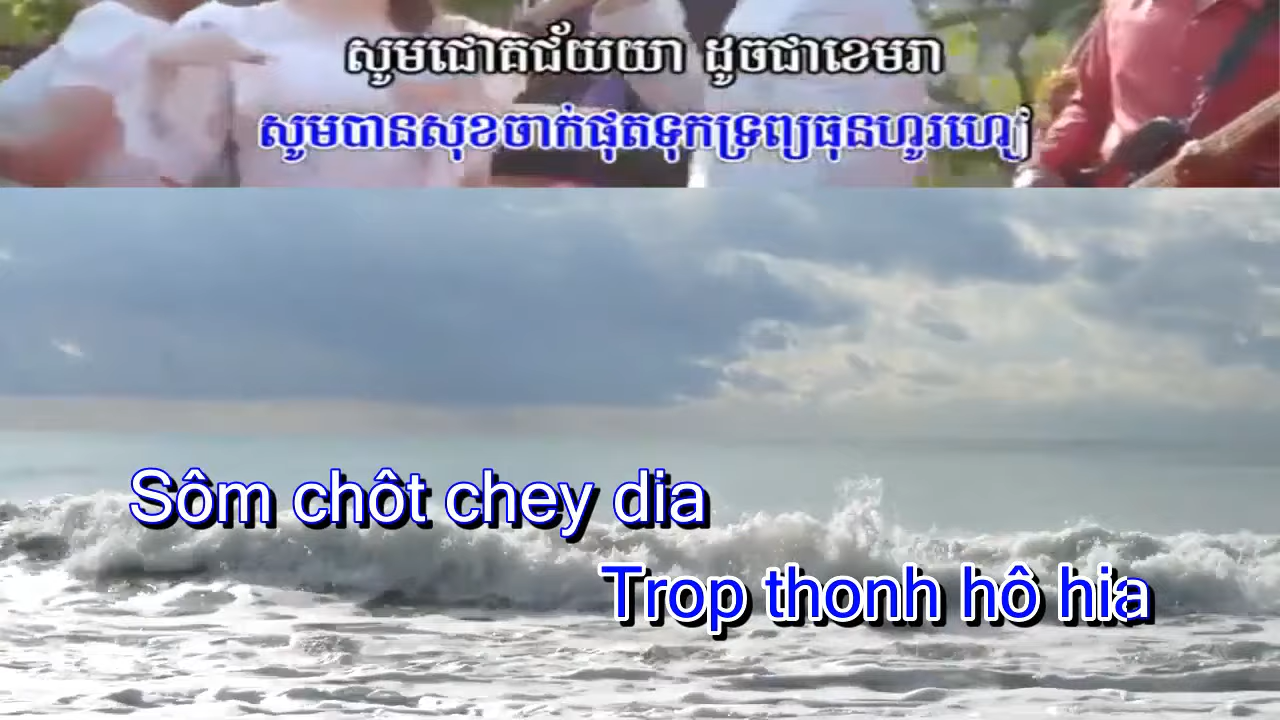 សូមជោគជ័យយា ដូចជាខេមរា
សូមបានសុខចាក់ផុតទុកទ្រព្យធុនហូរហៀ
Sôm chôt chey dia
Trop thonh hô hia